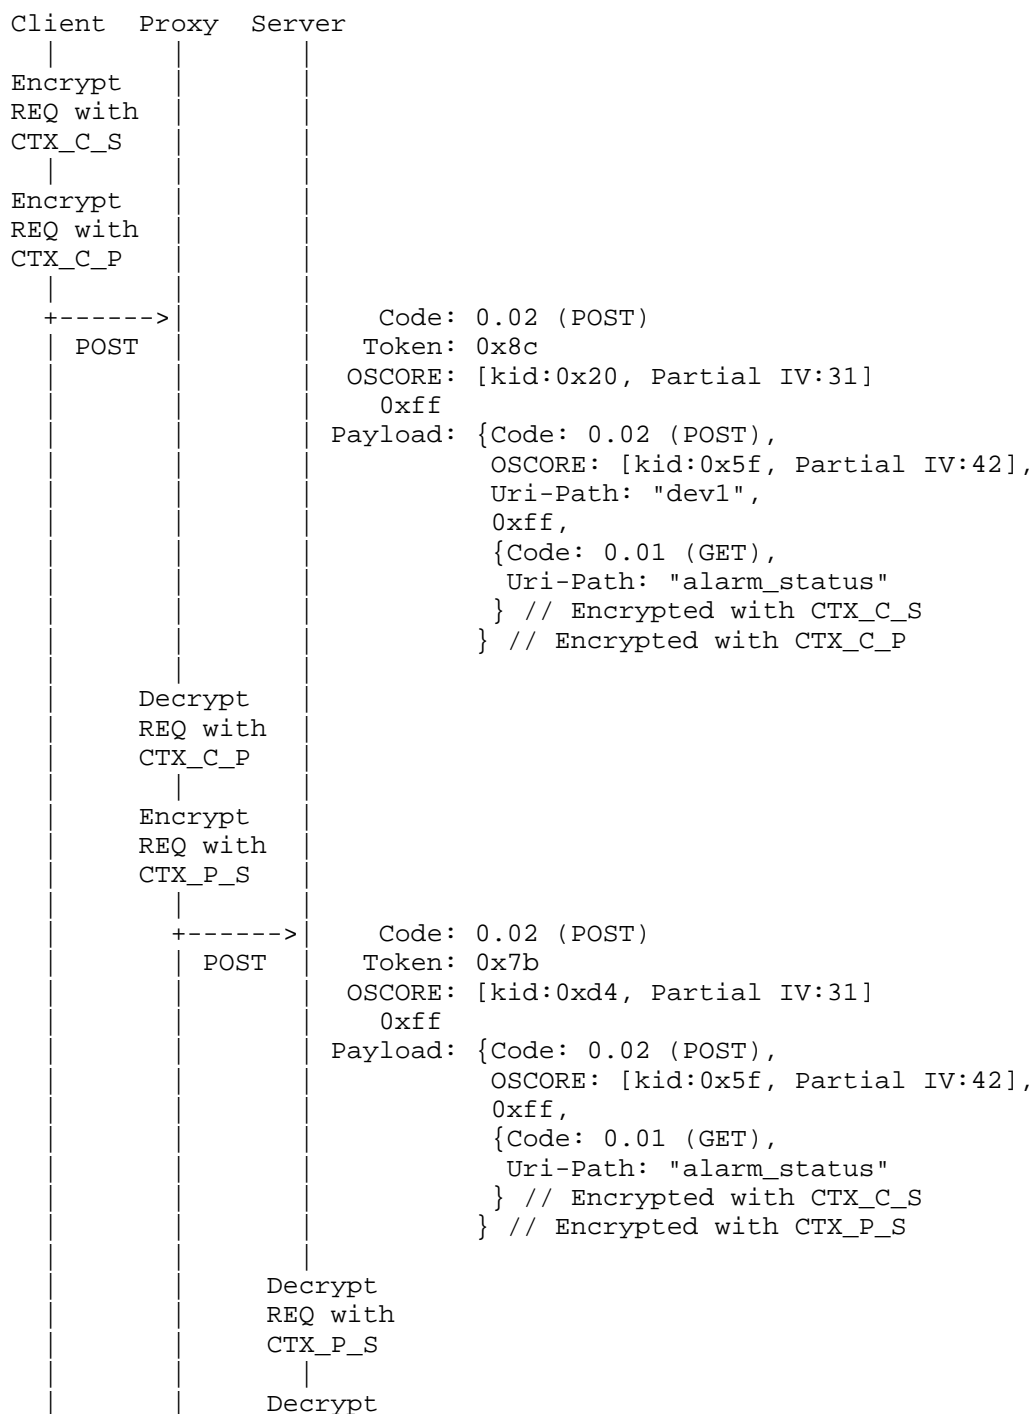 Client  Proxy  Server
  |       |       |
Encrypt   |       |
REQ with  |       |
CTX_C_S   |       |
  |       |       |
Encrypt   |       |
REQ with  |       |
CTX_C_P   |       |
  |       |       |
  +------>|       |    Code: 0.02 (POST)
  | POST  |       |   Token: 0x8c
  |       |       |  OSCORE: [kid:0x20, Partial IV:31]
  |       |       |    0xff
  |       |       | Payload: {Code: 0.02 (POST),
  |       |       |           OSCORE: [kid:0x5f, Partial IV:42],
  |       |       |           Uri-Path: "dev1",
  |       |       |           0xff,
  |       |       |           {Code: 0.01 (GET),
  |       |       |            Uri-Path: "alarm_status"
  |       |       |           } // Encrypted with CTX_C_S
  |       |       |          } // Encrypted with CTX_C_P
  |       |       |
  |     Decrypt   |
  |     REQ with  |
  |     CTX_C_P   |
  |       |       |
  |     Encrypt   |
  |     REQ with  |
  |     CTX_P_S   |
  |       |       |
  |       +------>|    Code: 0.02 (POST)
  |       | POST  |   Token: 0x7b
  |       |       |  OSCORE: [kid:0xd4, Partial IV:31]
  |       |       |    0xff
  |       |       | Payload: {Code: 0.02 (POST),
  |       |       |           OSCORE: [kid:0x5f, Partial IV:42],
  |       |       |           0xff,
  |       |       |           {Code: 0.01 (GET),
  |       |       |            Uri-Path: "alarm_status"
  |       |       |           } // Encrypted with CTX_C_S
  |       |       |          } // Encrypted with CTX_P_S
  |       |       |
  |       |     Decrypt
  |       |     REQ with
  |       |     CTX_P_S
  |       |       |
  |       |     Decrypt